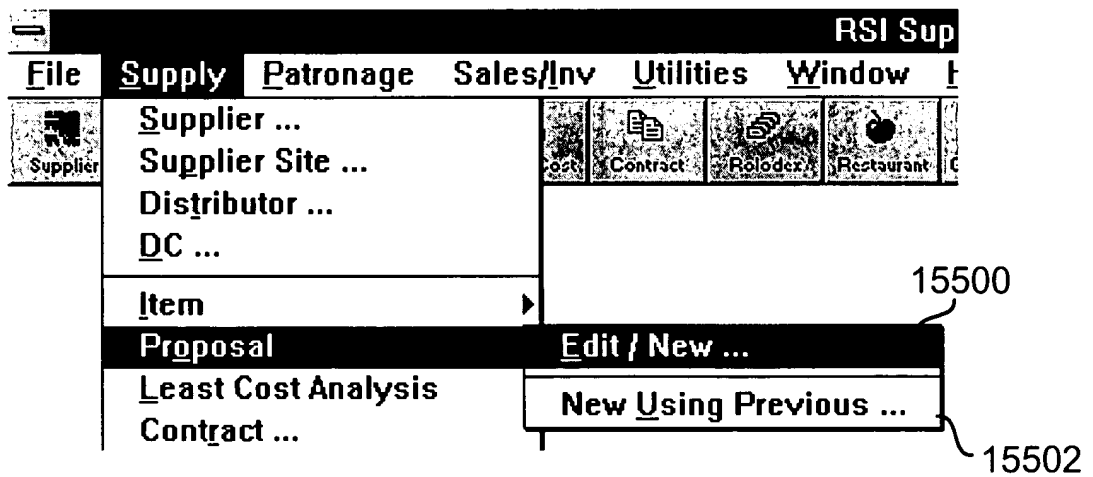 RSI Sup
File Supply Patronage Sales/Inv Utilities Window H
Supplier ost Contract Rolodex Restaurant
Supplier ...
Supplier Site ...
Distributor ...
DC ...
15500
Item
Proposal Edit / New ...
Least Cost Analysis
New Using Previous ...
Contract ...
15502